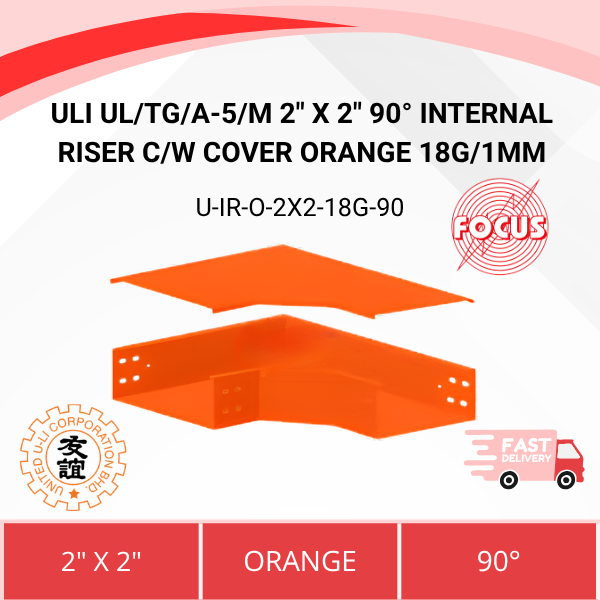 ULI UL/TG/A-5/M 2" X 2" 90° INTERNAL
RISER C/W COVER ORANGE 18G/1MM
U-IR-O-2X2-18G-90
FOCUS
UNITED U-LI CORPORATION BHD.
友
誼
FAST
DELIVERY
2" X 2"
ORANGE
90°